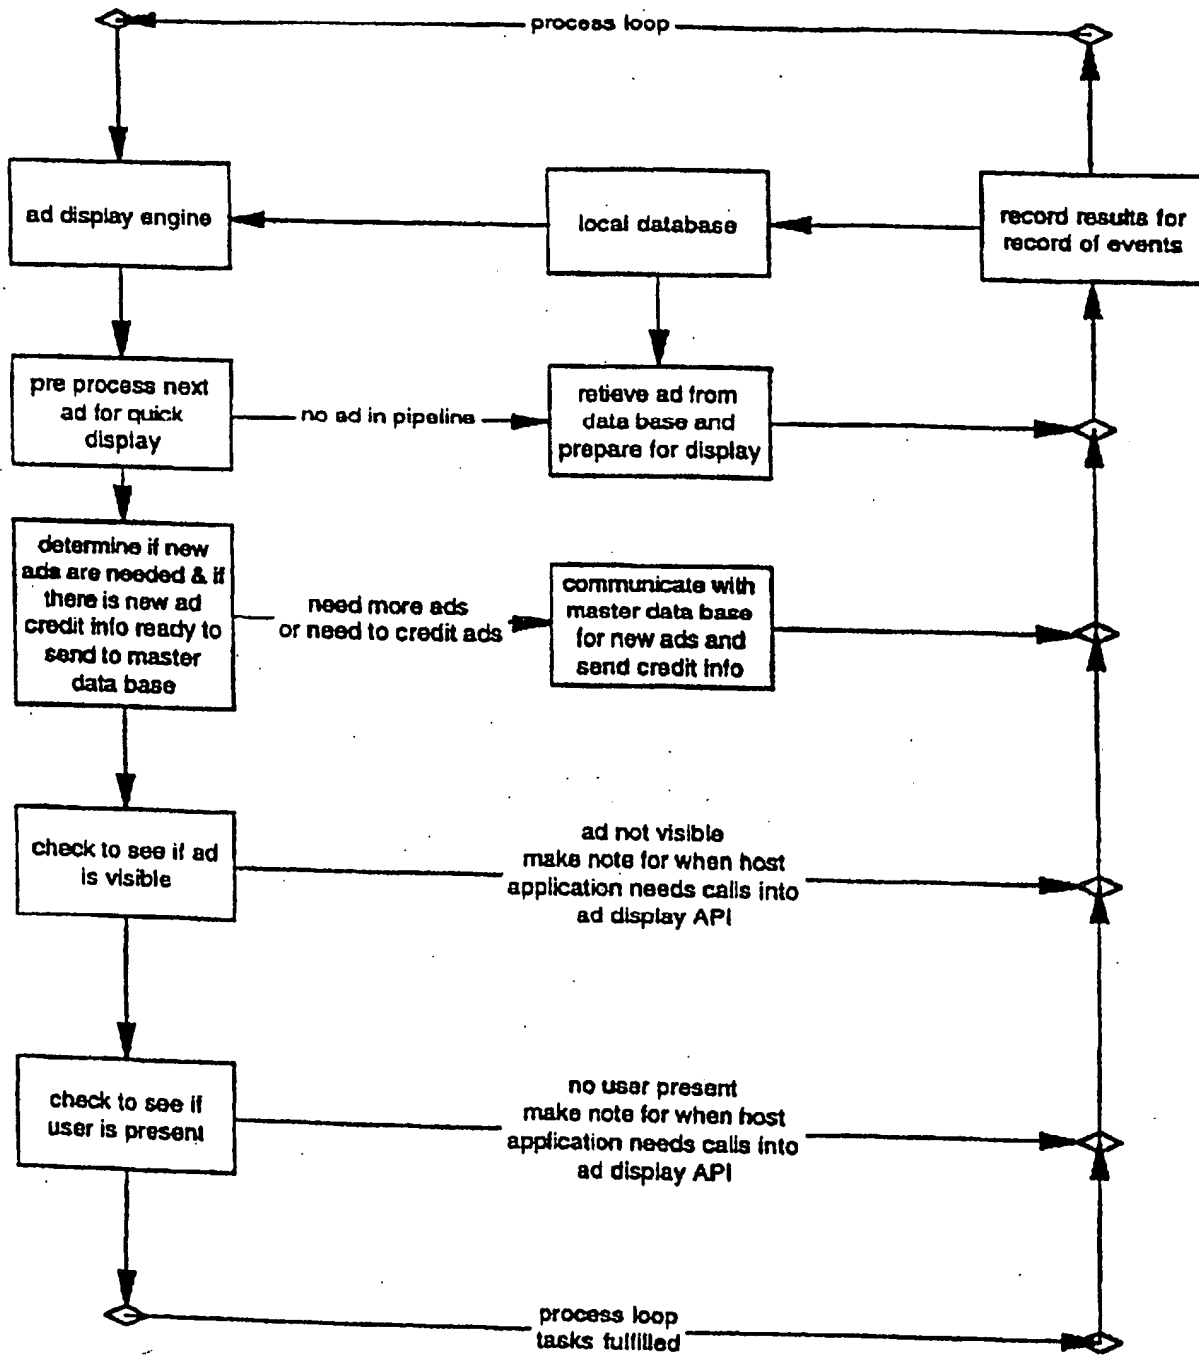 process loop
ad display engine
local database
record results for
record of events
pre process next
ad for quick
display
no ad in pipeline
retieve ad from
data base and
prepare for display
determine if new
ads are needed & if
there is new ad
credit info ready to
send to master
data base
need more ads
or need to credit ads
communicate with
master data base
for new ads and
send credit info
check to see if ad
is visible
ad not visible
make note for when host
application needs calls into
ad display API
check to see if
user is present
no user present
make note for when host
application needs calls into
ad display API
process loop
tasks fulfilled